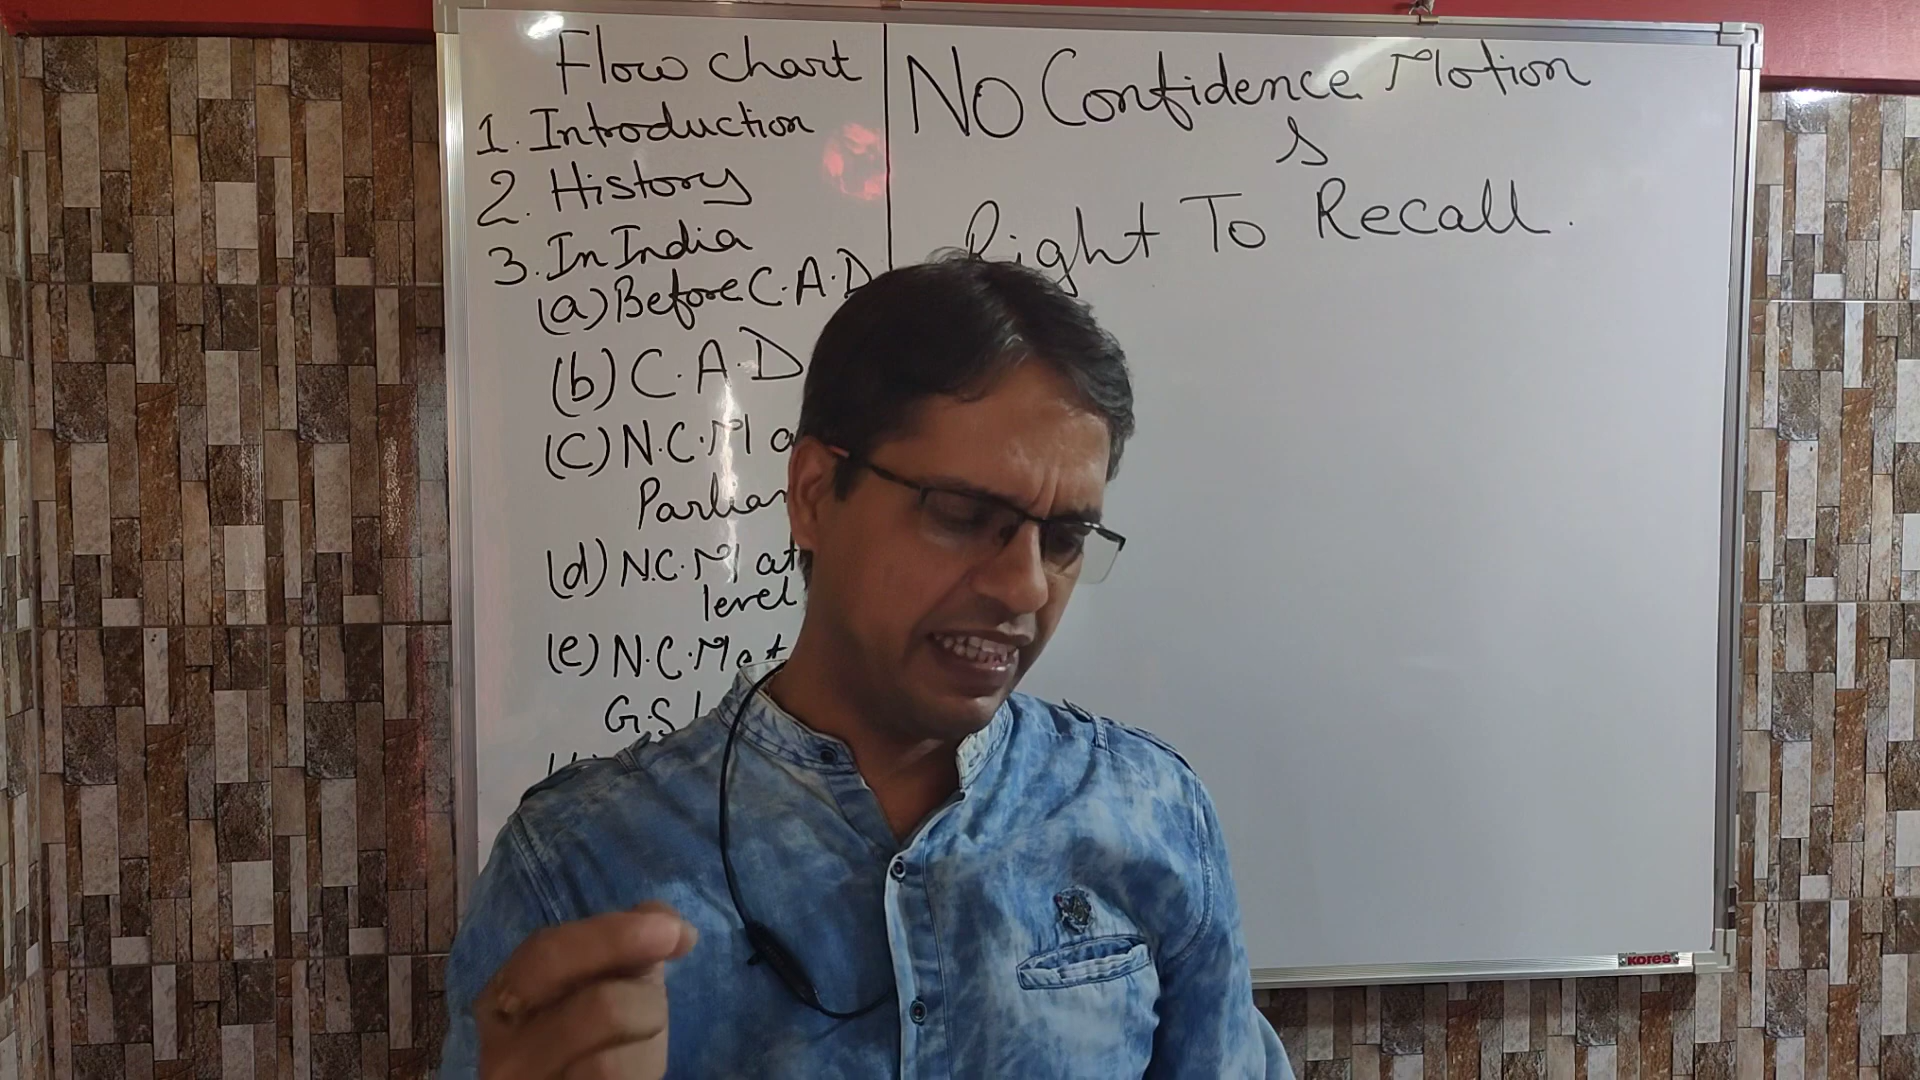 Flow chart
1. Introduction
2. History
3. In India
(a) Before C.A.D
(b) C.A.D
(c) N.C.M
(d) N.C.M at
level
(e) N.C.M at
G.S
No Confidence Motion
&
Right To Recall.
KORES